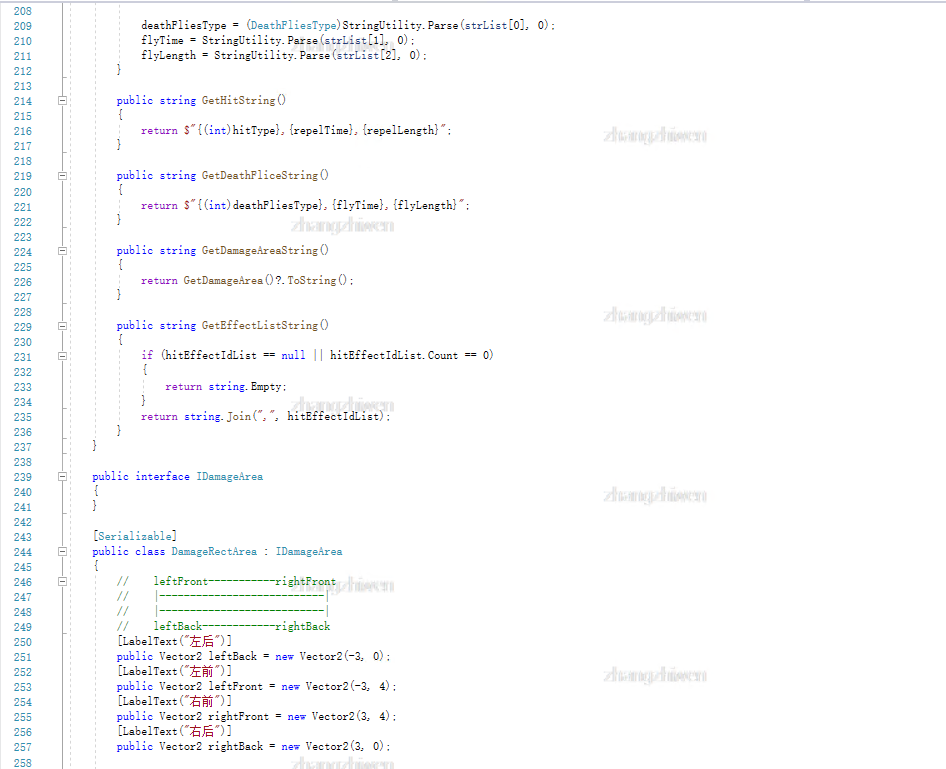 208
209 deathFliesType = (DeathFliesType)StringUtility.Parse(strList[0], 0);
210 flyTime = StringUtility.Parse(strList[1], 0);
211 flyLength = StringUtility.Parse(strList[2], 0);
212 }
213
214 public string GetHitString()
215 {
216 return $"{(int)hitType},{repelTime},{repelLength}";
217 }
218
219 public string GetDeathFliceString()
220 {
221 return $"{(int)deathFliesType},{flyTime},{flyLength}";
222 }
223
224 public string GetDamageAreaString()
225 {
226 return GetDamageArea()?.ToString();
227 }
228
229 public string GetEffectListString()
230 {
231 if (hitEffectIdList == null || hitEffectIdList.Count == 0)
232 {
233 return string.Empty;
234 }
235 return string.Join(",", hitEffectIdList);
236 }
237 }
238
239 public interface IDamageArea
240 {
241 }
242
243 [Serializable]
244 public class DamageRectArea : IDamageArea
245 {
246 // leftFront-----------rightFront
247 // |---------------------------|
248 // |---------------------------|
249 // leftBack------------rightBack
250 [LabelText("左后")]
251 public Vector2 leftBack = new Vector2(-3, 0);
252 [LabelText("左前")]
253 public Vector2 leftFront = new Vector2(-3, 4);
254 [LabelText("右前")]
255 public Vector2 rightFront = new Vector2(3, 4);
256 [LabelText("右后")]
257 public Vector2 rightBack = new Vector2(3, 0);
258